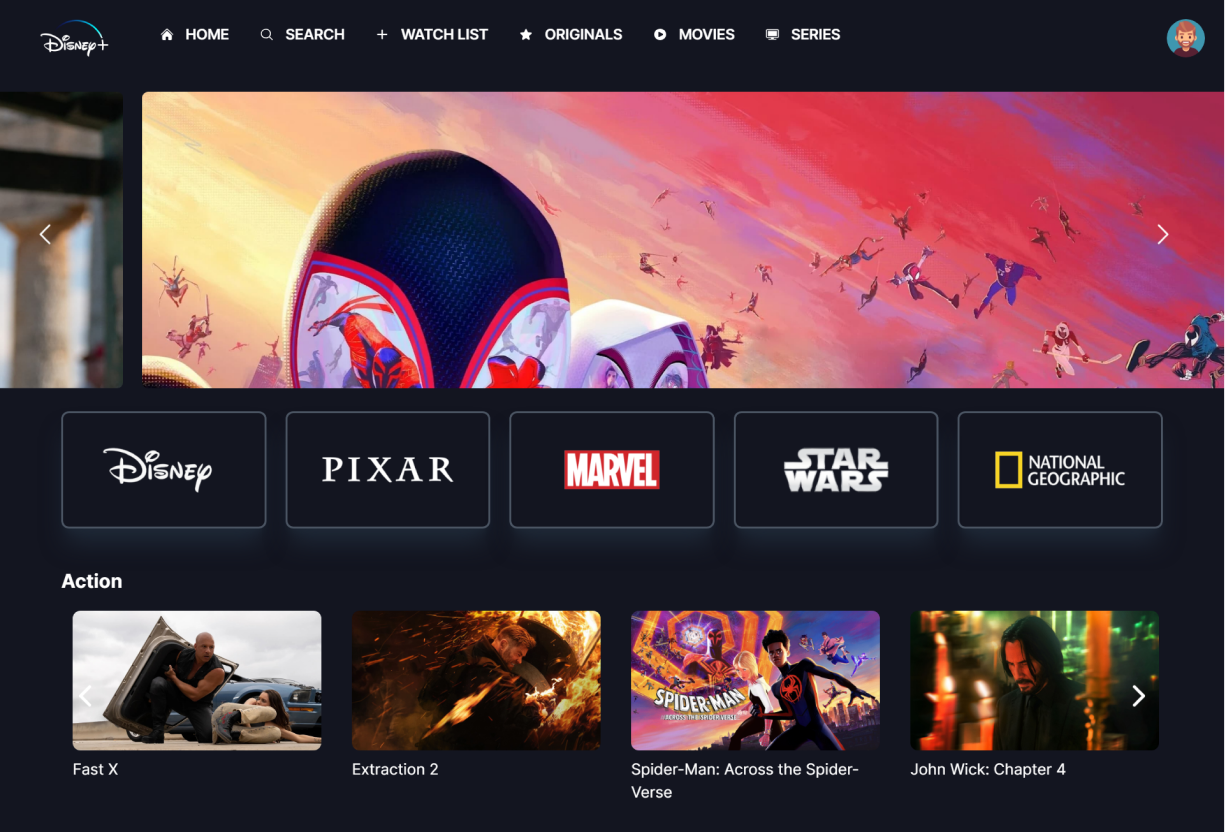 Disney+
HOME
SEARCH
WATCH LIST
ORIGINALS
MOVIES
SERIES
Disney
PIXAR
MARVEL
STAR
WARS
NATIONAL
GEOGRAPHIC
Action
SPIDER-MAN
ACROSS THE SPIDER-VERSE
Fast X
Extraction 2
Spider-Man: Across the Spider-
Verse
John Wick: Chapter 4